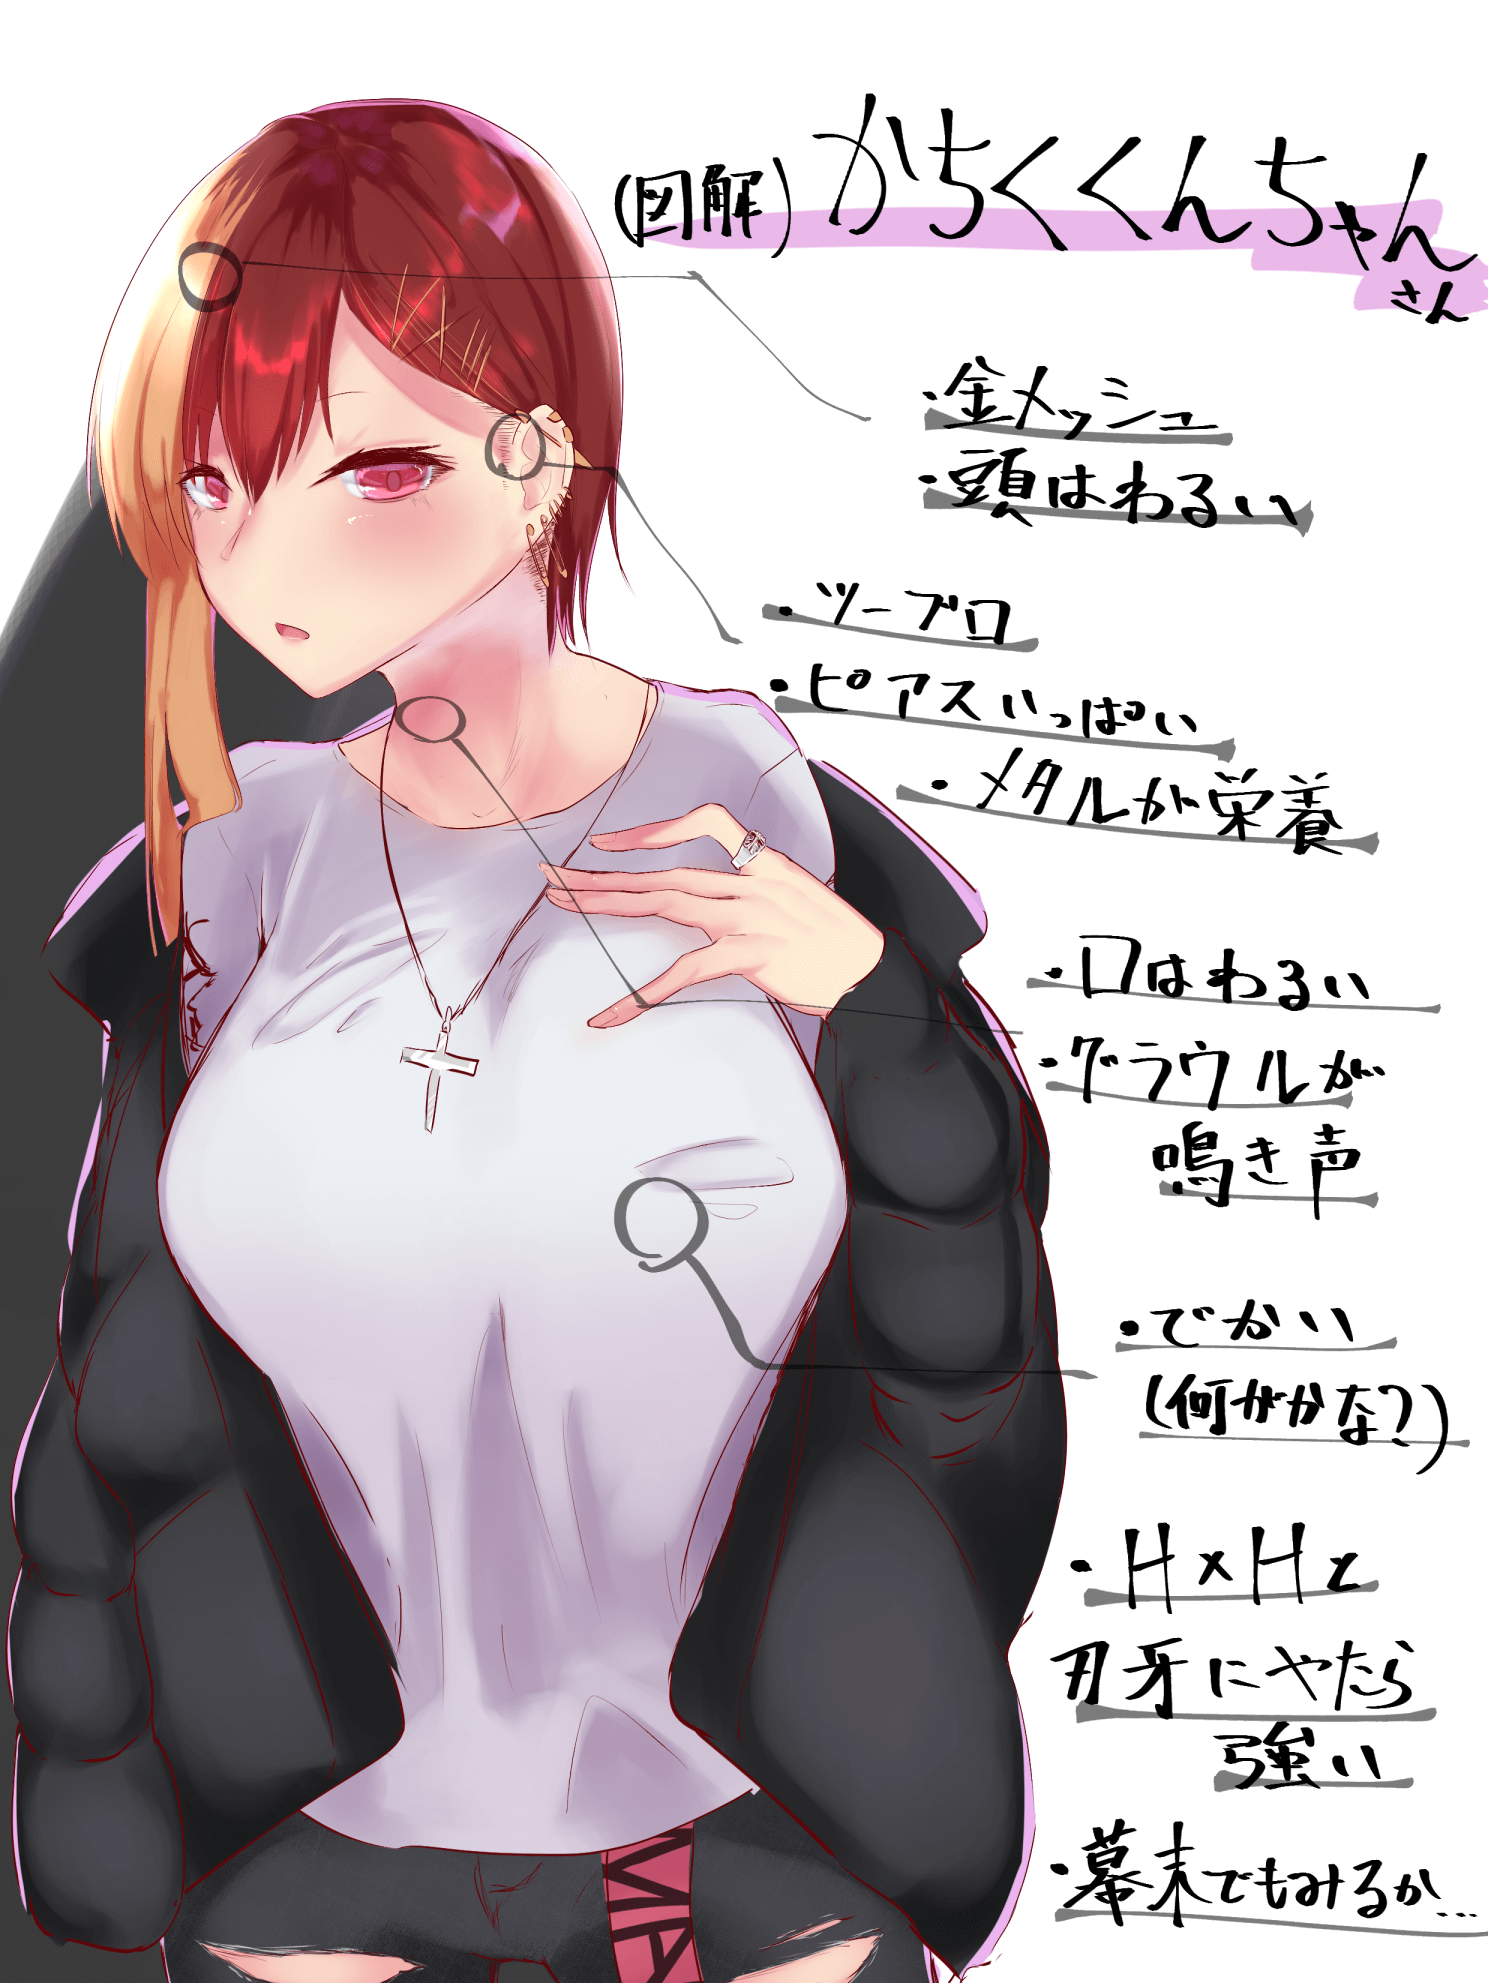 (図解)かちくくんちゃん
さん
・金メッシュ
・頭はわるい
・ツーブロ
・ピアスいっぱい
・メタルが栄養
・口はわるい
・グラウルが
鳴き声
・でかい
(何がかな?)
・H×Hと
刃牙にやたら
強い
・幕末でもみるか...
MA